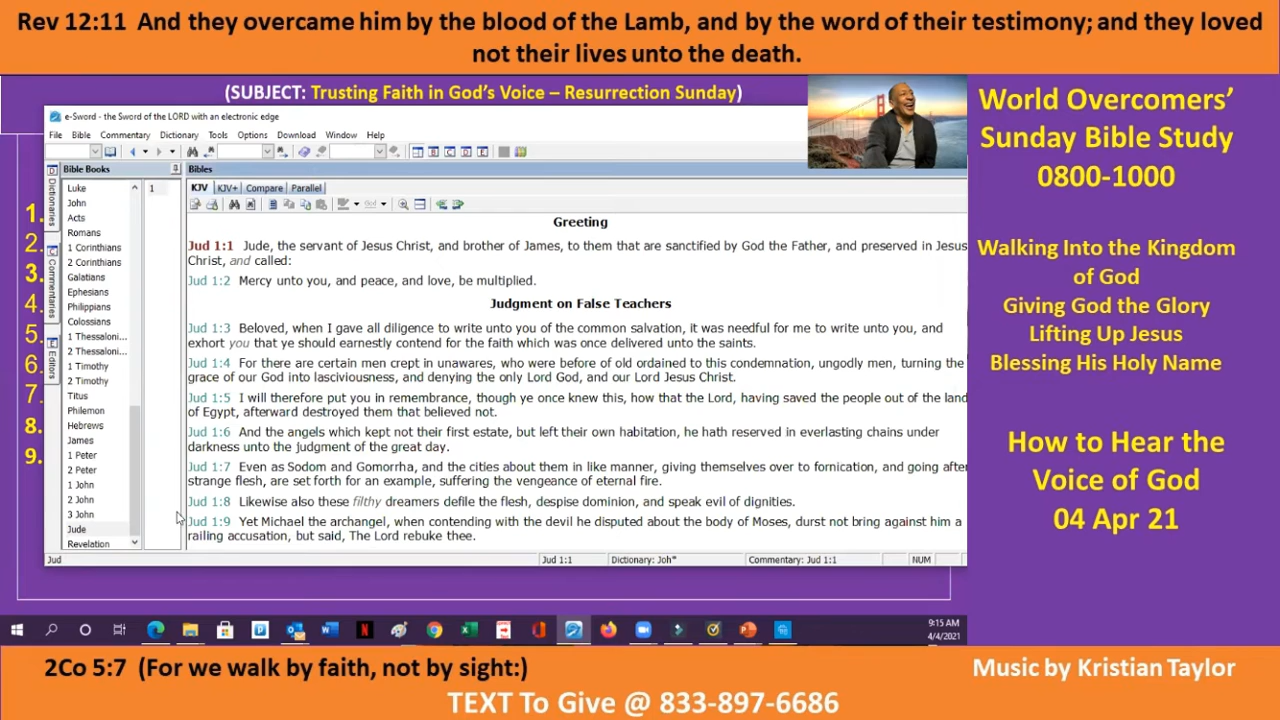 Rev 12:11 And they overcame him by the blood of the Lamb, and by the word of their testimony; and they loved
not their lives unto the death.
(SUBJECT: Trusting Faith in God's Voice – Resurrection Sunday)
e-Sword - the Sword of the LORD with an electronic edge
File Bible Commentary Dictionary Tools Options Download Window Help
Bible Books
Bibles
Dictionaries
Commentaries
Editors
Luke
John
Acts
Romans
1 Corinthians
2 Corinthians
Galatians
Ephesians
Philippians
Colossians
1 Thessaloni...
2 Thessaloni...
1 Timothy
2 Timothy
Titus
Philemon
Hebrews
James
1 Peter
2 Peter
1 John
2 John
3 John
Jude
Revelation
1
KJV KJV+ Compare Parallel
Greeting
Jud 1:1 Jude, the servant of Jesus Christ, and brother of James, to them that are sanctified by God the Father, and preserved in Jesus
Christ, and called:
Jud 1:2 Mercy unto you, and peace, and love, be multiplied.
Judgment on False Teachers
Jud 1:3 Beloved, when I gave all diligence to write unto you of the common salvation, it was needful for me to write unto you, and
exhort you that ye should earnestly contend for the faith which was once delivered unto the saints.
Jud 1:4 For there are certain men crept in unawares, who were before of old ordained to this condemnation, ungodly men, turning the
grace of our God into lasciviousness, and denying the only Lord God, and our Lord Jesus Christ.
Jud 1:5 I will therefore put you in remembrance, though ye once knew this, how that the Lord, having saved the people out of the land
of Egypt, afterward destroyed them that believed not.
Jud 1:6 And the angels which kept not their first estate, but left their own habitation, he hath reserved in everlasting chains under
darkness unto the judgment of the great day.
Jud 1:7 Even as Sodom and Gomorrha, and the cities about them in like manner, giving themselves over to fornication, and going after
strange flesh, are set forth for an example, suffering the vengeance of eternal fire.
Jud 1:8 Likewise also these filthy dreamers defile the flesh, despise dominion, and speak evil of dignities.
Jud 1:9 Yet Michael the archangel, when contending with the devil he disputed about the body of Moses, durst not bring against him a
railing accusation, but said, The Lord rebuke thee.
Jud
Jud 1:1
Dictionary: Joh*
Commentary: Jud 1:1
NUM
1.
2.
3.
4.
5.
6.
7.
8.
9.
9:15 AM
4/4/2021
World Overcomers'
Sunday Bible Study
0800-1000
Walking Into the Kingdom
of God
Giving God the Glory
Lifting Up Jesus
Blessing His Holy Name
How to Hear the
Voice of God
04 Apr 21
2Co 5:7 (For we walk by faith, not by sight:)
Music by Kristian Taylor
TEXT To Give @ 833-897-6686